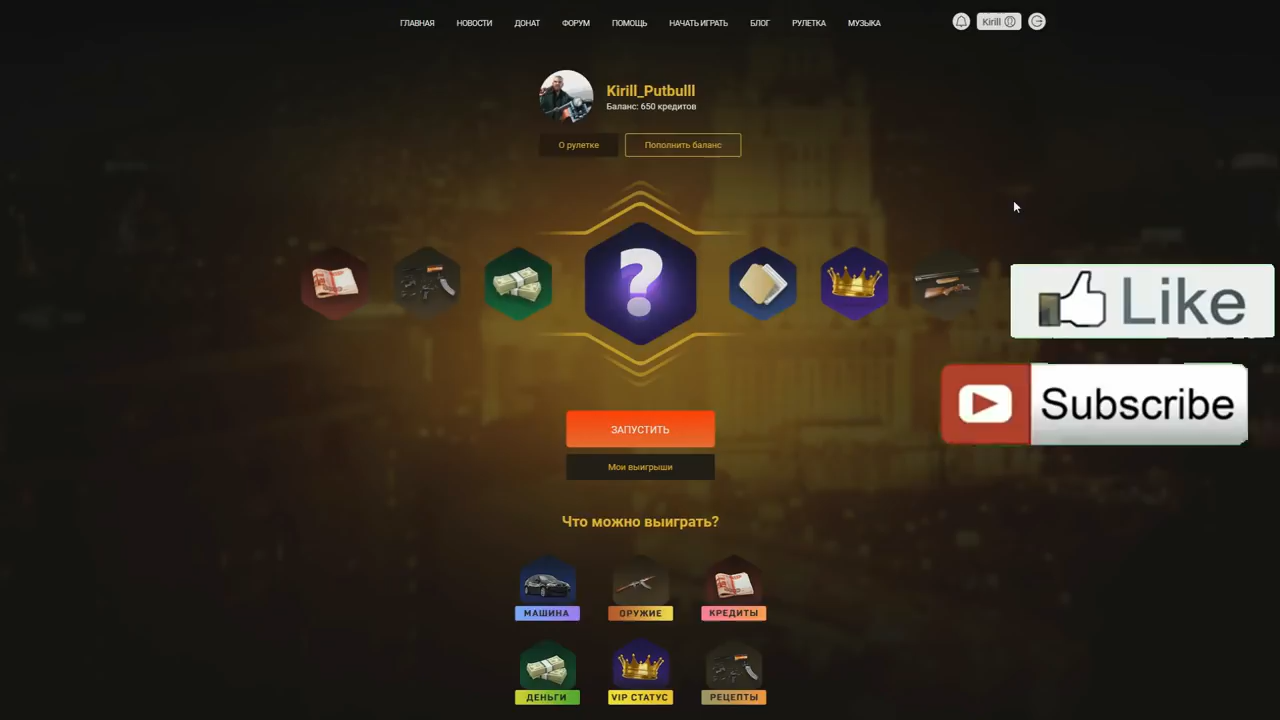 ГЛАВНАЯ НОВОСТИ ДОНАТ ФОРУМ ПОМОЩЬ НАЧАТЬ ИГРАТЬ БЛОГ РУЛЕТКА МУЗЫКА Kirill
Kirill_Putbulll
Баланс: 650 кредитов
О рулетке Пополнить баланс
?
Like
Subscribe
ЗАПУСТИТЬ
Мои выигрыши
Что можно выиграть?
МАШИНА ОРУЖИЕ КРЕДИТЫ
ДЕНЬГИ VIP СТАТУС РЕЦЕПТЫ